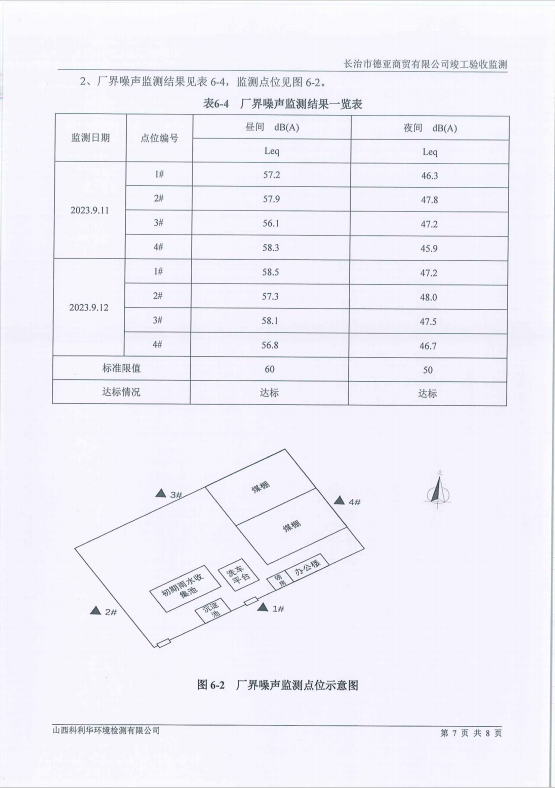 长治市德亚商贸有限公司竣工验收监测
2、厂界噪声监测结果见表 6-4，监测点位见图 6-2。
表6-4 厂界噪声监测结果一览表
监测日期 点位编号 昼间 dB(A) 夜间 dB(A)
Leq Leq
2023.9.11 1# 57.2 46.3
2# 57.9 47.8
3# 56.1 47.2
4# 58.3 45.9
2023.9.12 1# 58.5 47.2
2# 57.3 48.0
3# 58.1 47.5
4# 56.8 46.7
标准限值 60 50
达标情况 达标 达标
3#
煤棚
4#
煤棚
洗车
平台
磅
房
办公楼
初期雨水收
集池
沉淀
池
1#
2#
图 6-2 厂界噪声监测点位示意图
山西科利华环境检测有限公司
第 7 页 共 8 页